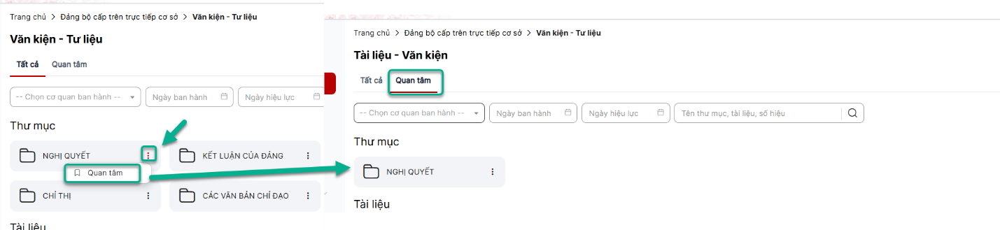 Trang chủ > Đảng bộ cấp trên trực tiếp cơ sở > Văn kiện - Tư liệu
Văn kiện - Tư liệu
Tất cả Quan tâm
-- Chọn cơ quan ban hành -- Ngày ban hành Ngày hiệu lực
Thư mục
NGHỊ QUYẾT KẾT LUẬN CỦA ĐẢNG
Quan tâm
CHỈ THỊ CÁC VĂN BẢN CHỈ ĐẠO
Tài liệu
Trang chủ > Đảng bộ cấp trên trực tiếp cơ sở > Văn kiện - Tư liệu
Tài liệu - Văn kiện
Tất cả Quan tâm
-- Chọn cơ quan ban hành -- Ngày ban hành Ngày hiệu lực Tên thư mục, tài liệu, số hiệu
Thư mục
NGHỊ QUYẾT
Tài liệu